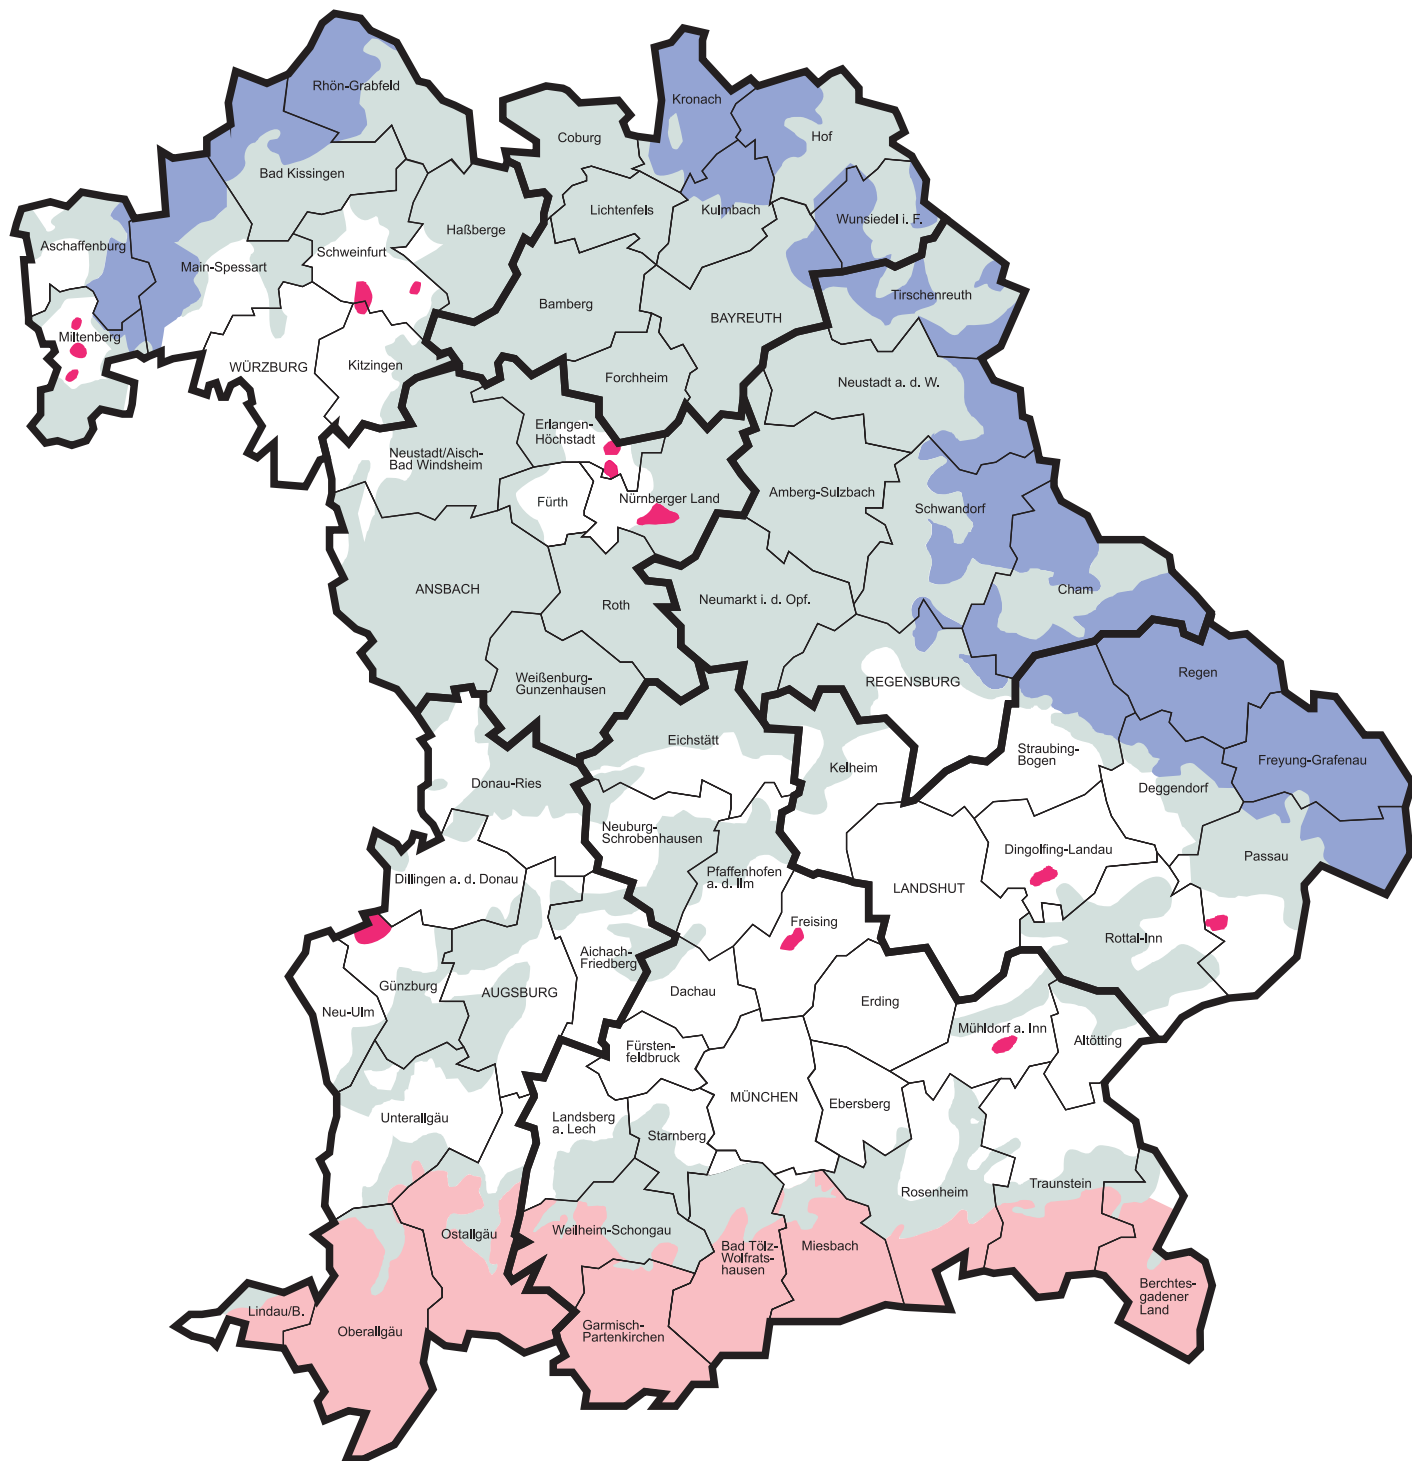 Rhön-Grabfeld
Kronach
Hof
Coburg
Bad Kissingen
Lichtenfels
Kulmbach
Wunsiedel i. F.
Haßberge
Aschaffenburg
Main-Spessart
Schweinfurt
Tirschenreuth
Bamberg
BAYREUTH
Miltenberg
WÜRZBURG
Kitzingen
Forchheim
Neustadt a. d. W.
Erlangen-
Höchstadt
Neustadt/Aisch-
Bad Windsheim
Fürth
Nürnberger Land
Amberg-Sulzbach
Schwandorf
ANSBACH
Roth
Neumarkt i. d. Opf.
Cham
Weißenburg-
Gunzenhausen
REGENSBURG
Regen
Eichstätt
Kelheim
Straubing-
Bogen
Freyung-Grafenau
Donau-Ries
Deggendorf
Neuburg-
Schrobenhausen
Dingolfing-Landau
Passau
Dillingen a. d. Donau
Pfaffenhofen
a. d. Ilm
LANDSHUT
Freising
Rottal-Inn
Aichach-
Friedberg
Günzburg
AUGSBURG
Dachau
Erding
Neu-Ulm
Mühldorf a. Inn
Altötting
Fürsten-
feldbruck
MÜNCHEN
Ebersberg
Unterallgäu
Landsberg
a. Lech
Starnberg
Rosenheim
Traunstein
Ostallgäu
Weilheim-Schongau
Bad Tölz-
Wolfrats-
hausen
Miesbach
Berchtes-
gadener
Land
Lindau/B.
Oberallgäu
Garmisch-
Partenkirchen